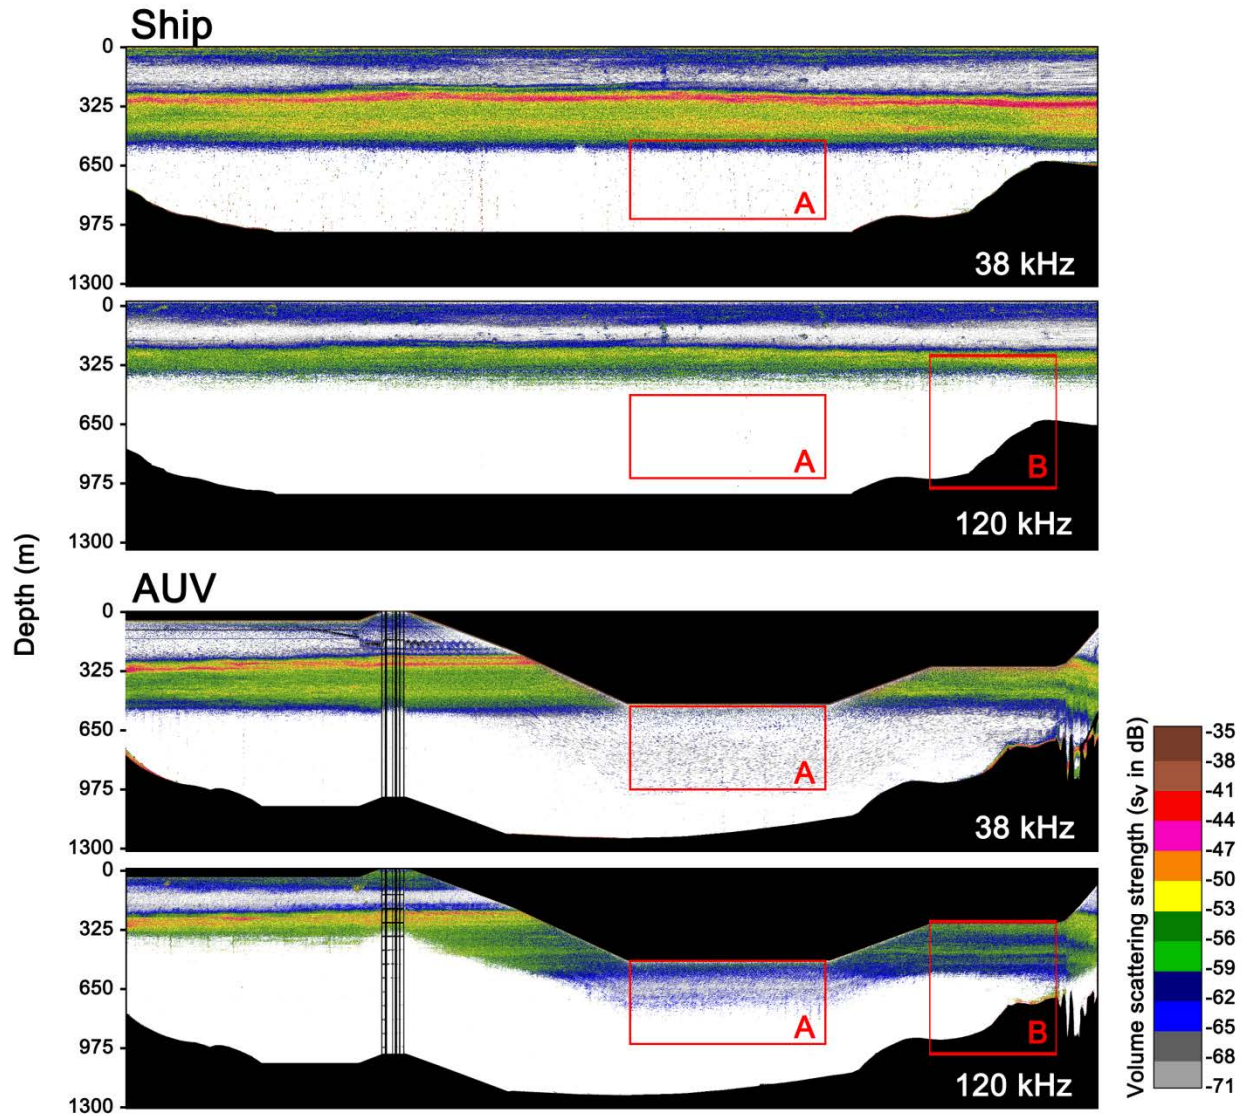 Ship
0
325
650
975
1300
A
38 kHz
0
325
650
975
1300
A
B
120 kHz
Depth (m)
AUV
0
325
650
975
1300
A
38 kHz
0
325
650
975
1300
A
B
120 kHz
Volume scattering strength (sv in dB)
-35
-38
-41
-44
-47
-50
-53
-56
-59
-62
-65
-68
-71